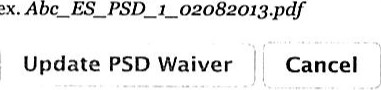 ex. Abc_ES_PSD_1_02082013.pdf
Update PSD Waiver Cancel